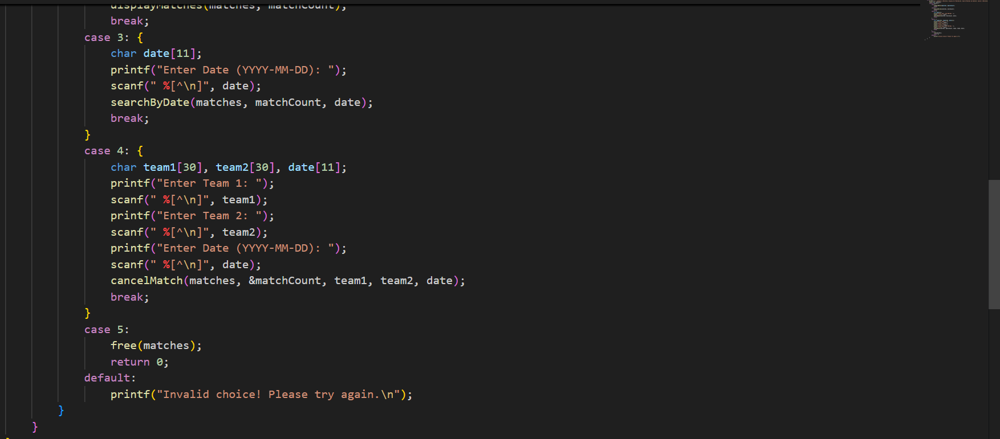 displayMatches(matches, matchCount);
break;
case 3: {
char date[11];
printf("Enter Date (YYYY-MM-DD): ");
scanf(" %[^\n]", date);
searchByDate(matches, matchCount, date);
break;
}
case 4: {
char team1[30], team2[30], date[11];
printf("Enter Team 1: ");
scanf(" %[^\n]", team1);
printf("Enter Team 2: ");
scanf(" %[^\n]", team2);
printf("Enter Date (YYYY-MM-DD): ");
scanf(" %[^\n]", date);
cancelMatch(matches, &matchCount, team1, team2, date);
break;
}
case 5:
free(matches);
return 0;
default:
printf("Invalid choice! Please try again.\n");
}
}